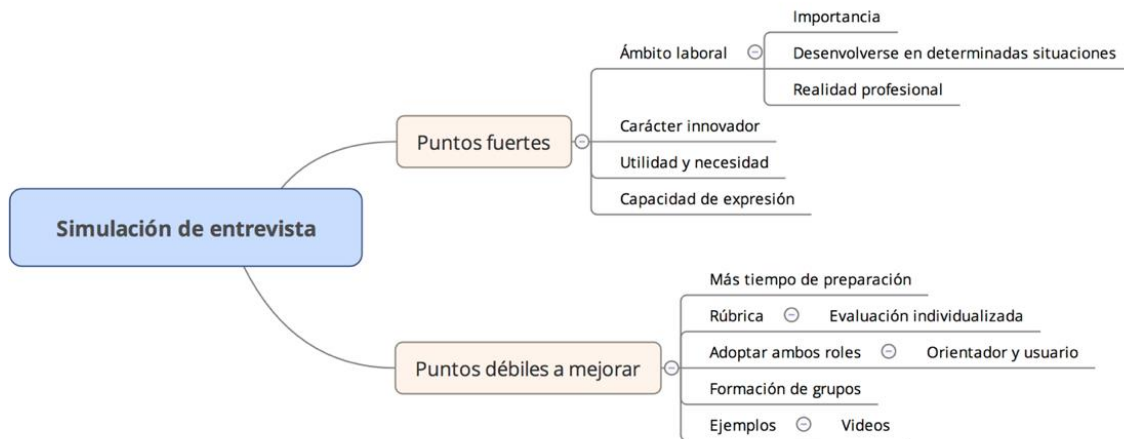 Simulación de entrevista
Puntos fuertes
Ámbito laboral
Importancia
Desenvolverse en determinadas situaciones
Realidad profesional
Carácter innovador
Utilidad y necesidad
Capacidad de expresión
Puntos débiles a mejorar
Más tiempo de preparación
Rúbrica
Evaluación individualizada
Adoptar ambos roles
Orientador y usuario
Formación de grupos
Ejemplos
Videos